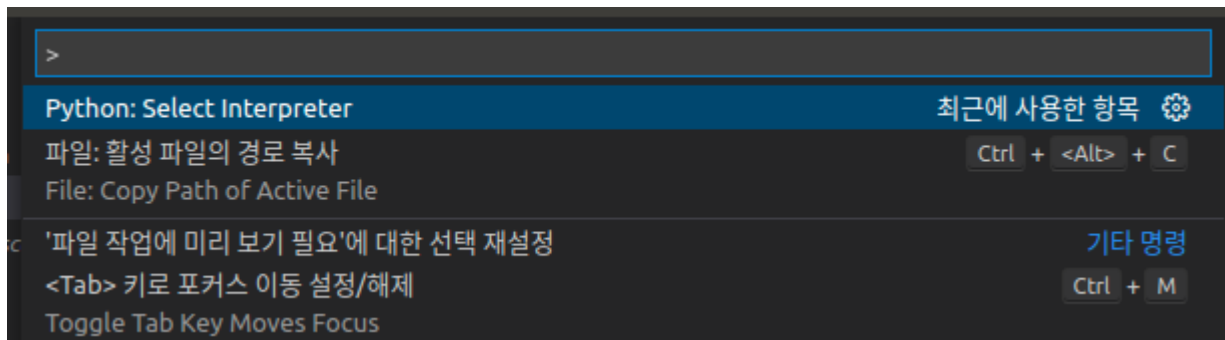 >
Python: Select Interpreter 최근에 사용한 항목
파일: 활성 파일의 경로 복사 Ctrl + <Alt> + C
File: Copy Path of Active File
'파일 작업에 미리 보기 필요'에 대한 선택 재설정 기타 명령
<Tab> 키로 포커스 이동 설정/해제 Ctrl + M
Toggle Tab Key Moves Focus